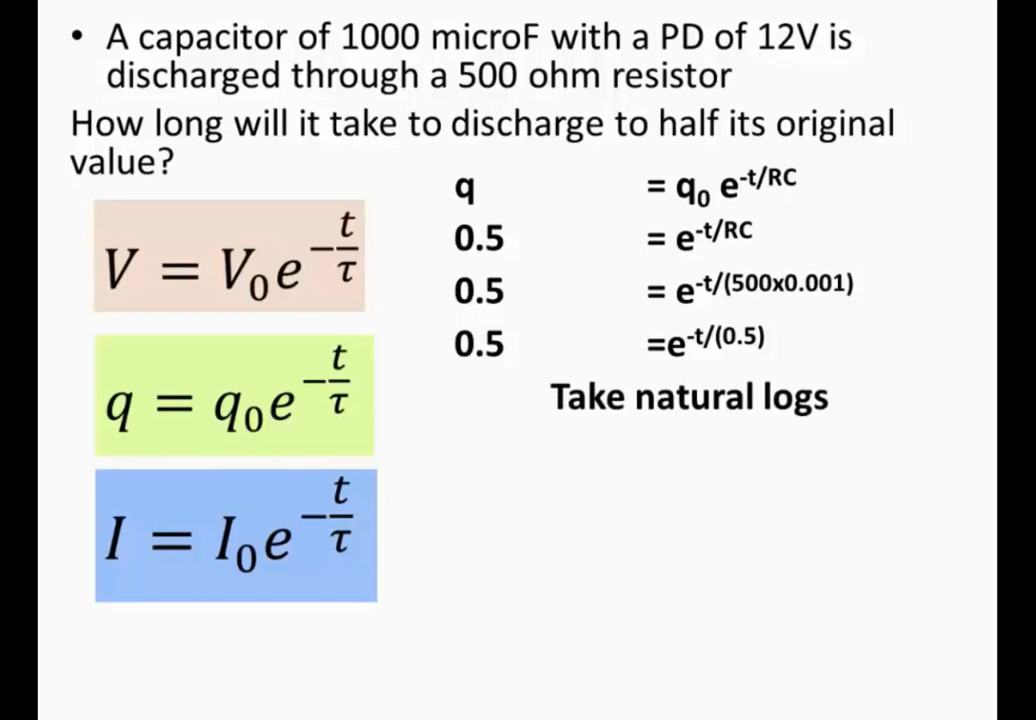 • A capacitor of 1000 microF with a PD of 12V is
discharged through a 500 ohm resistor
How long will it take to discharge to half its original
value?
q = q₀ e^-t/RC
0.5 = e^-t/RC
0.5 = e^-t/(500x0.001)
0.5 =e^-t/(0.5)
Take natural logs
V = V₀e^−t/τ
q = q₀e^−t/τ
I = I₀e^−t/τ